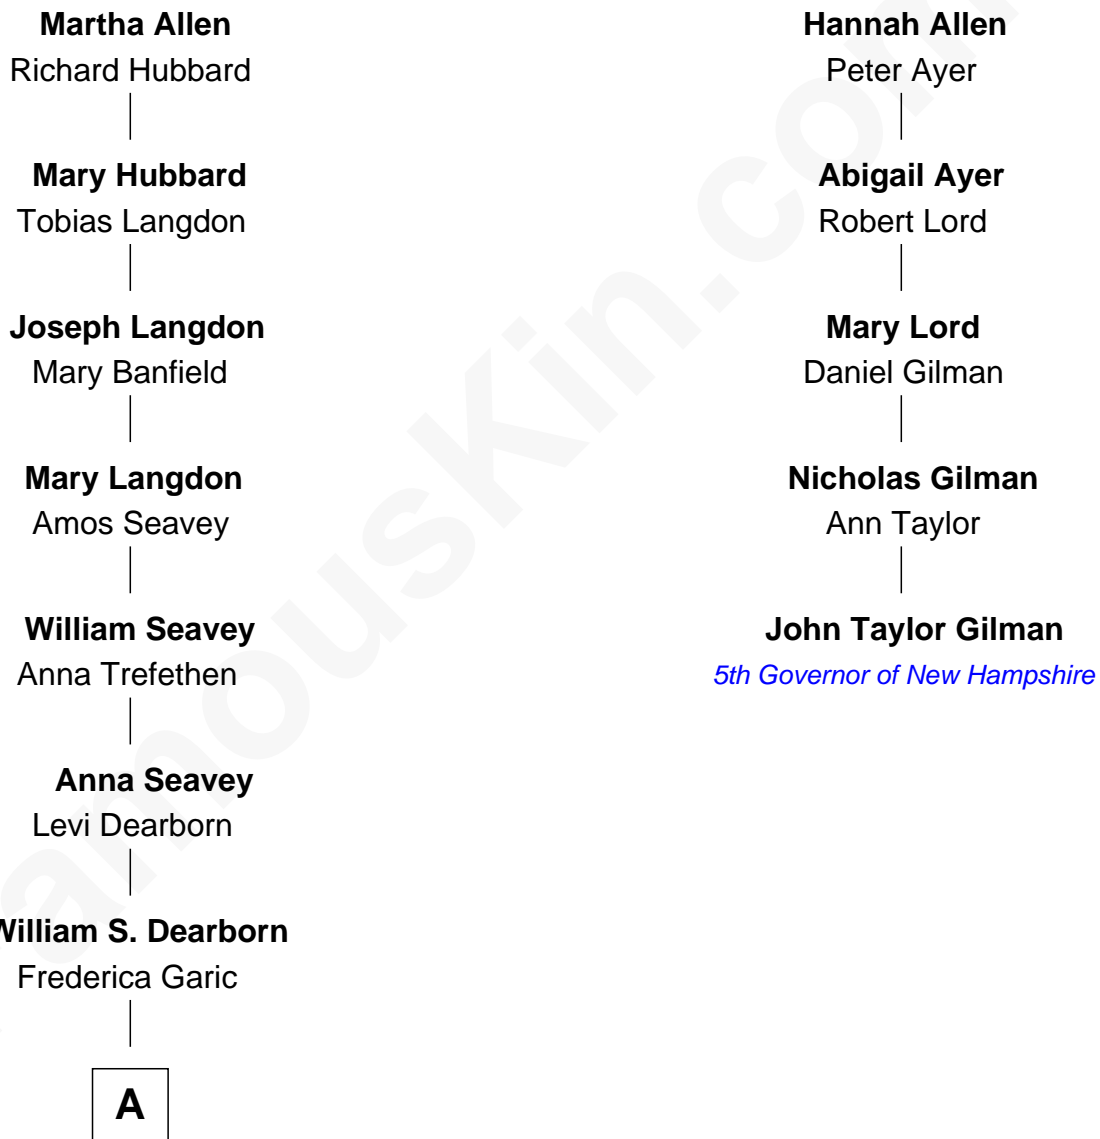 Martha Allen
Richard Hubbard
Mary Hubbard
Tobias Langdon
Joseph Langdon
Mary Banfield
Mary Langdon
Amos Seavey
William Seavey
Anna Trefethen
Anna Seavey
Levi Dearborn
William S. Dearborn
Frederica Garic
A
Hannah Allen
Peter Ayer
Abigail Ayer
Robert Lord
Mary Lord
Daniel Gilman
Nicholas Gilman
Ann Taylor
John Taylor Gilman
5th Governor of New Hampshire
amousKin.com